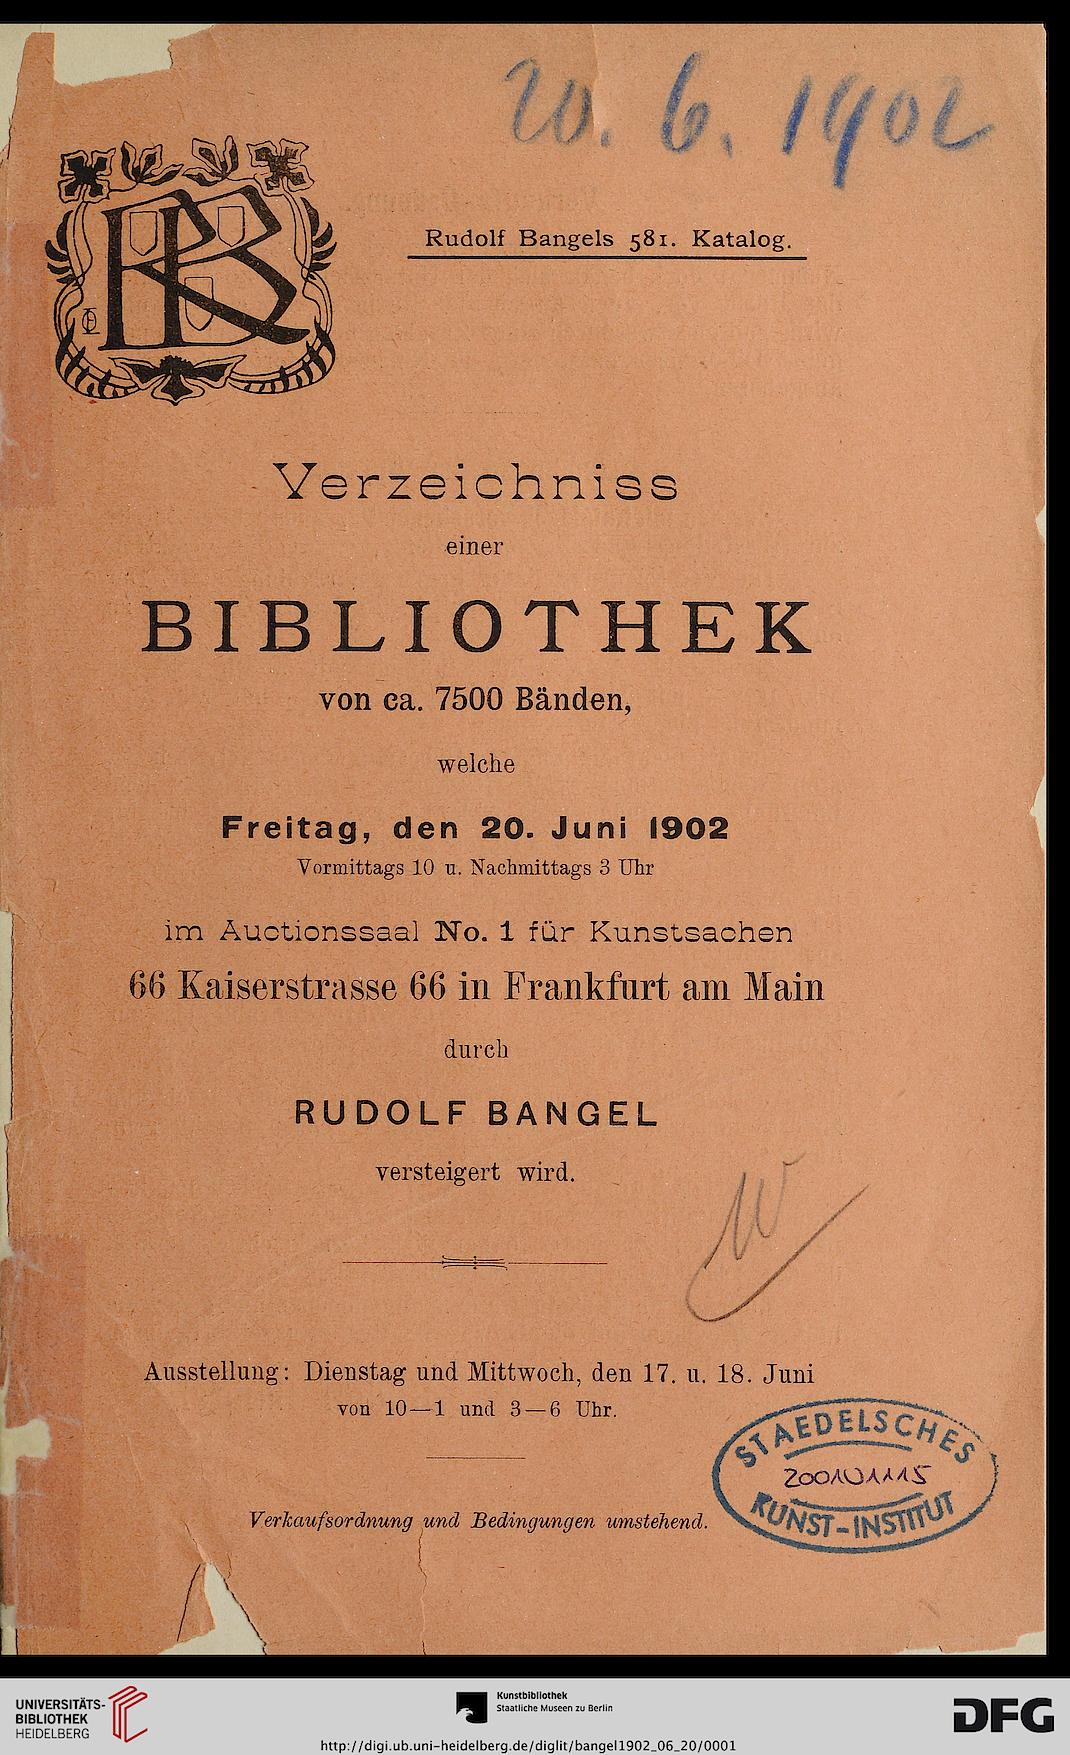 20. 6. 1902
RB
Rudolf Bangels 581. Katalog.
Verzeichniss
einer
BIBLIOTHEK
von ca. 7500 Bänden,
welche
Freitag, den 20. Juni 1902
Vormittags 10 u. Nachmittags 3 Uhr
im Auctionssaal No. 1 für Kunstsachen
66 Kaiserstrasse 66 in Frankfurt am Main
durch
RUDOLF BANGEL
versteigert wird.
Ausstellung: Dienstag und Mittwoch, den 17. u. 18. Juni
von 10—1 und 3—6 Uhr.
STAEDELSCHES
KUNST-INSTITUT
Verkaufsordnung und Bedingungen umstehend.
UNIVERSITÄTS-
BIBLIOTHEK
HEIDELBERG
Kunstbibliothek
Staatliche Museen zu Berlin
DFG
http://digi.ub.uni-heidelberg.de/diglit/bangel1902_06_20/0001